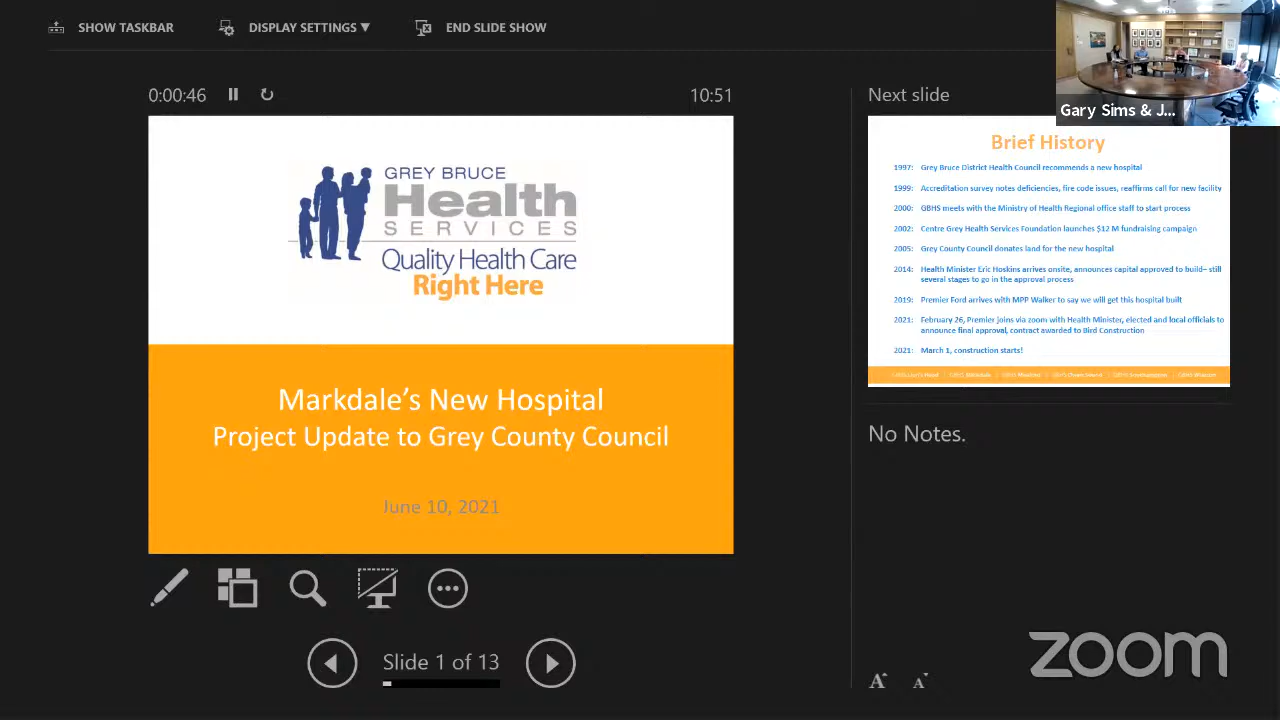 SHOW TASKBAR
DISPLAY SETTINGS ▼
END SLIDE SHOW
Gary Sims & J...
0:00:46
10:51
GREY BRUCE
Health
SERVICES
Quality Health Care
Right Here
Markdale's New Hospital
Project Update to Grey County Council
June 10, 2021
Slide 1 of 13
Next slide
Brief History
1997: Grey Bruce District Health Council recommends a new hospital
1999: Accreditation survey notes deficiencies, fire code issues, reaffirms call for new facility
2000: GBHS meets with the Ministry of Health Regional office staff to start process
2002: Centre Grey Health Services Foundation launches $12 M fundraising campaign
2005: Grey County Council donates land for the new hospital
2014: Health Minister Eric Hoskins arrives onsite, announces capital approved to build– still
several stages to go in the approval process
2019: Premier Ford arrives with MPP Walker to say we will get this hospital built
2021: February 26, Premier joins via zoom with Health Minister, elected and local officials to
announce final approval, contract awarded to Bird Construction
2021: March 1, construction starts!
No Notes.
A A
zoom